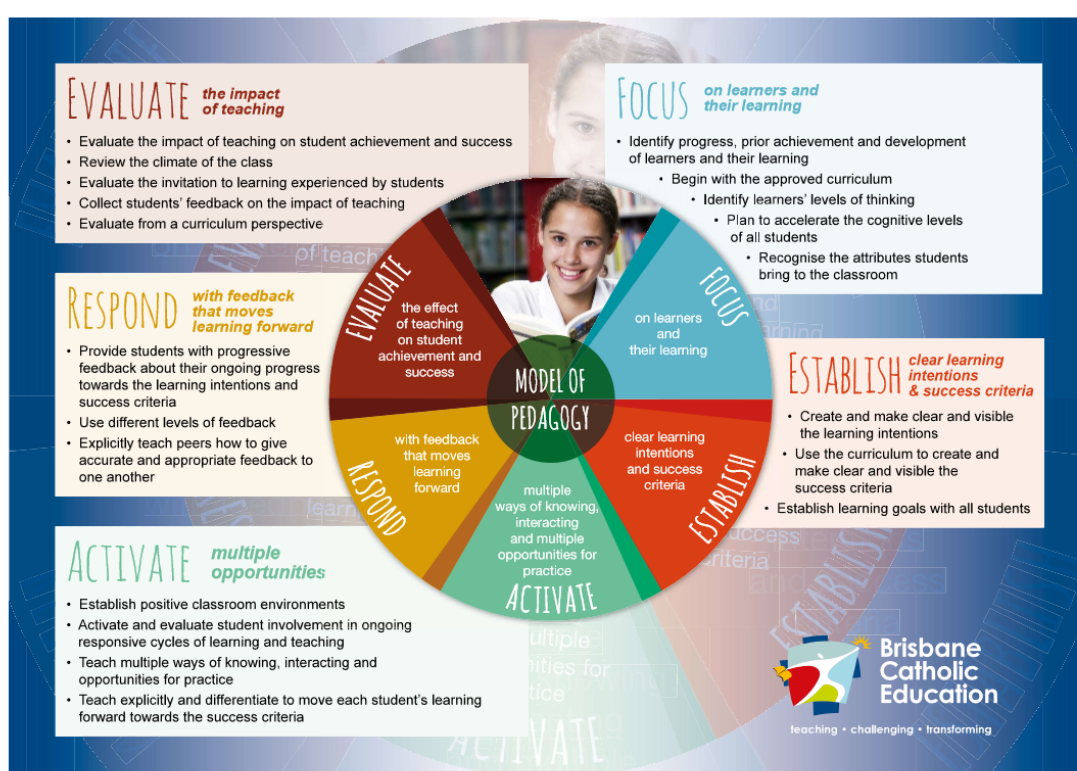 EVALUATE the impact
of teaching
• Evaluate the impact of teaching on student achievement and success
• Review the climate of the class
• Evaluate the invitation to learning experienced by students
• Collect students' feedback on the impact of teaching
• Evaluate from a curriculum perspective
FOCUS on learners and
their learning
• Identify progress, prior achievement and development
of learners and their learning
• Begin with the approved curriculum
• Identify learners' levels of thinking
• Plan to accelerate the cognitive levels
of all students
• Recognise the attributes students
bring to the classroom
RESPOND with feedback
that moves
learning forward
• Provide students with progressive
feedback about their ongoing progress
towards the learning intentions and
success criteria
• Use different levels of feedback
• Explicitly teach peers how to give
accurate and appropriate feedback to
one another
ESTABLISH clear learning
intentions
& success criteria
• Create and make clear and visible
the learning intentions
• Use the curriculum to create and
make clear and visible the
success criteria
• Establish learning goals with all students
ACTIVATE multiple
opportunities
• Establish positive classroom environments
• Activate and evaluate student involvement in ongoing
responsive cycles of learning and teaching
• Teach multiple ways of knowing, interacting and
opportunities for practice
• Teach explicitly and differentiate to move each student's learning
forward towards the success criteria
MODEL OF
PEDAGOGY
EVALUATE
the effect
of teaching
on student
achievement and
success
FOCUS
on learners
and
their learning
ESTABLISH
clear learning
intentions
and success
criteria
multiple
ways of knowing,
interacting
and multiple
opportunities for
practice
ACTIVATE
RESPOND
with feedback
that moves
learning
forward
of teach
learn
success
criteria
and success
ESTABLISH
ultiple
nities for
tice
ACTIVATE
Brisbane
Catholic
Education
teaching • challenging • transforming